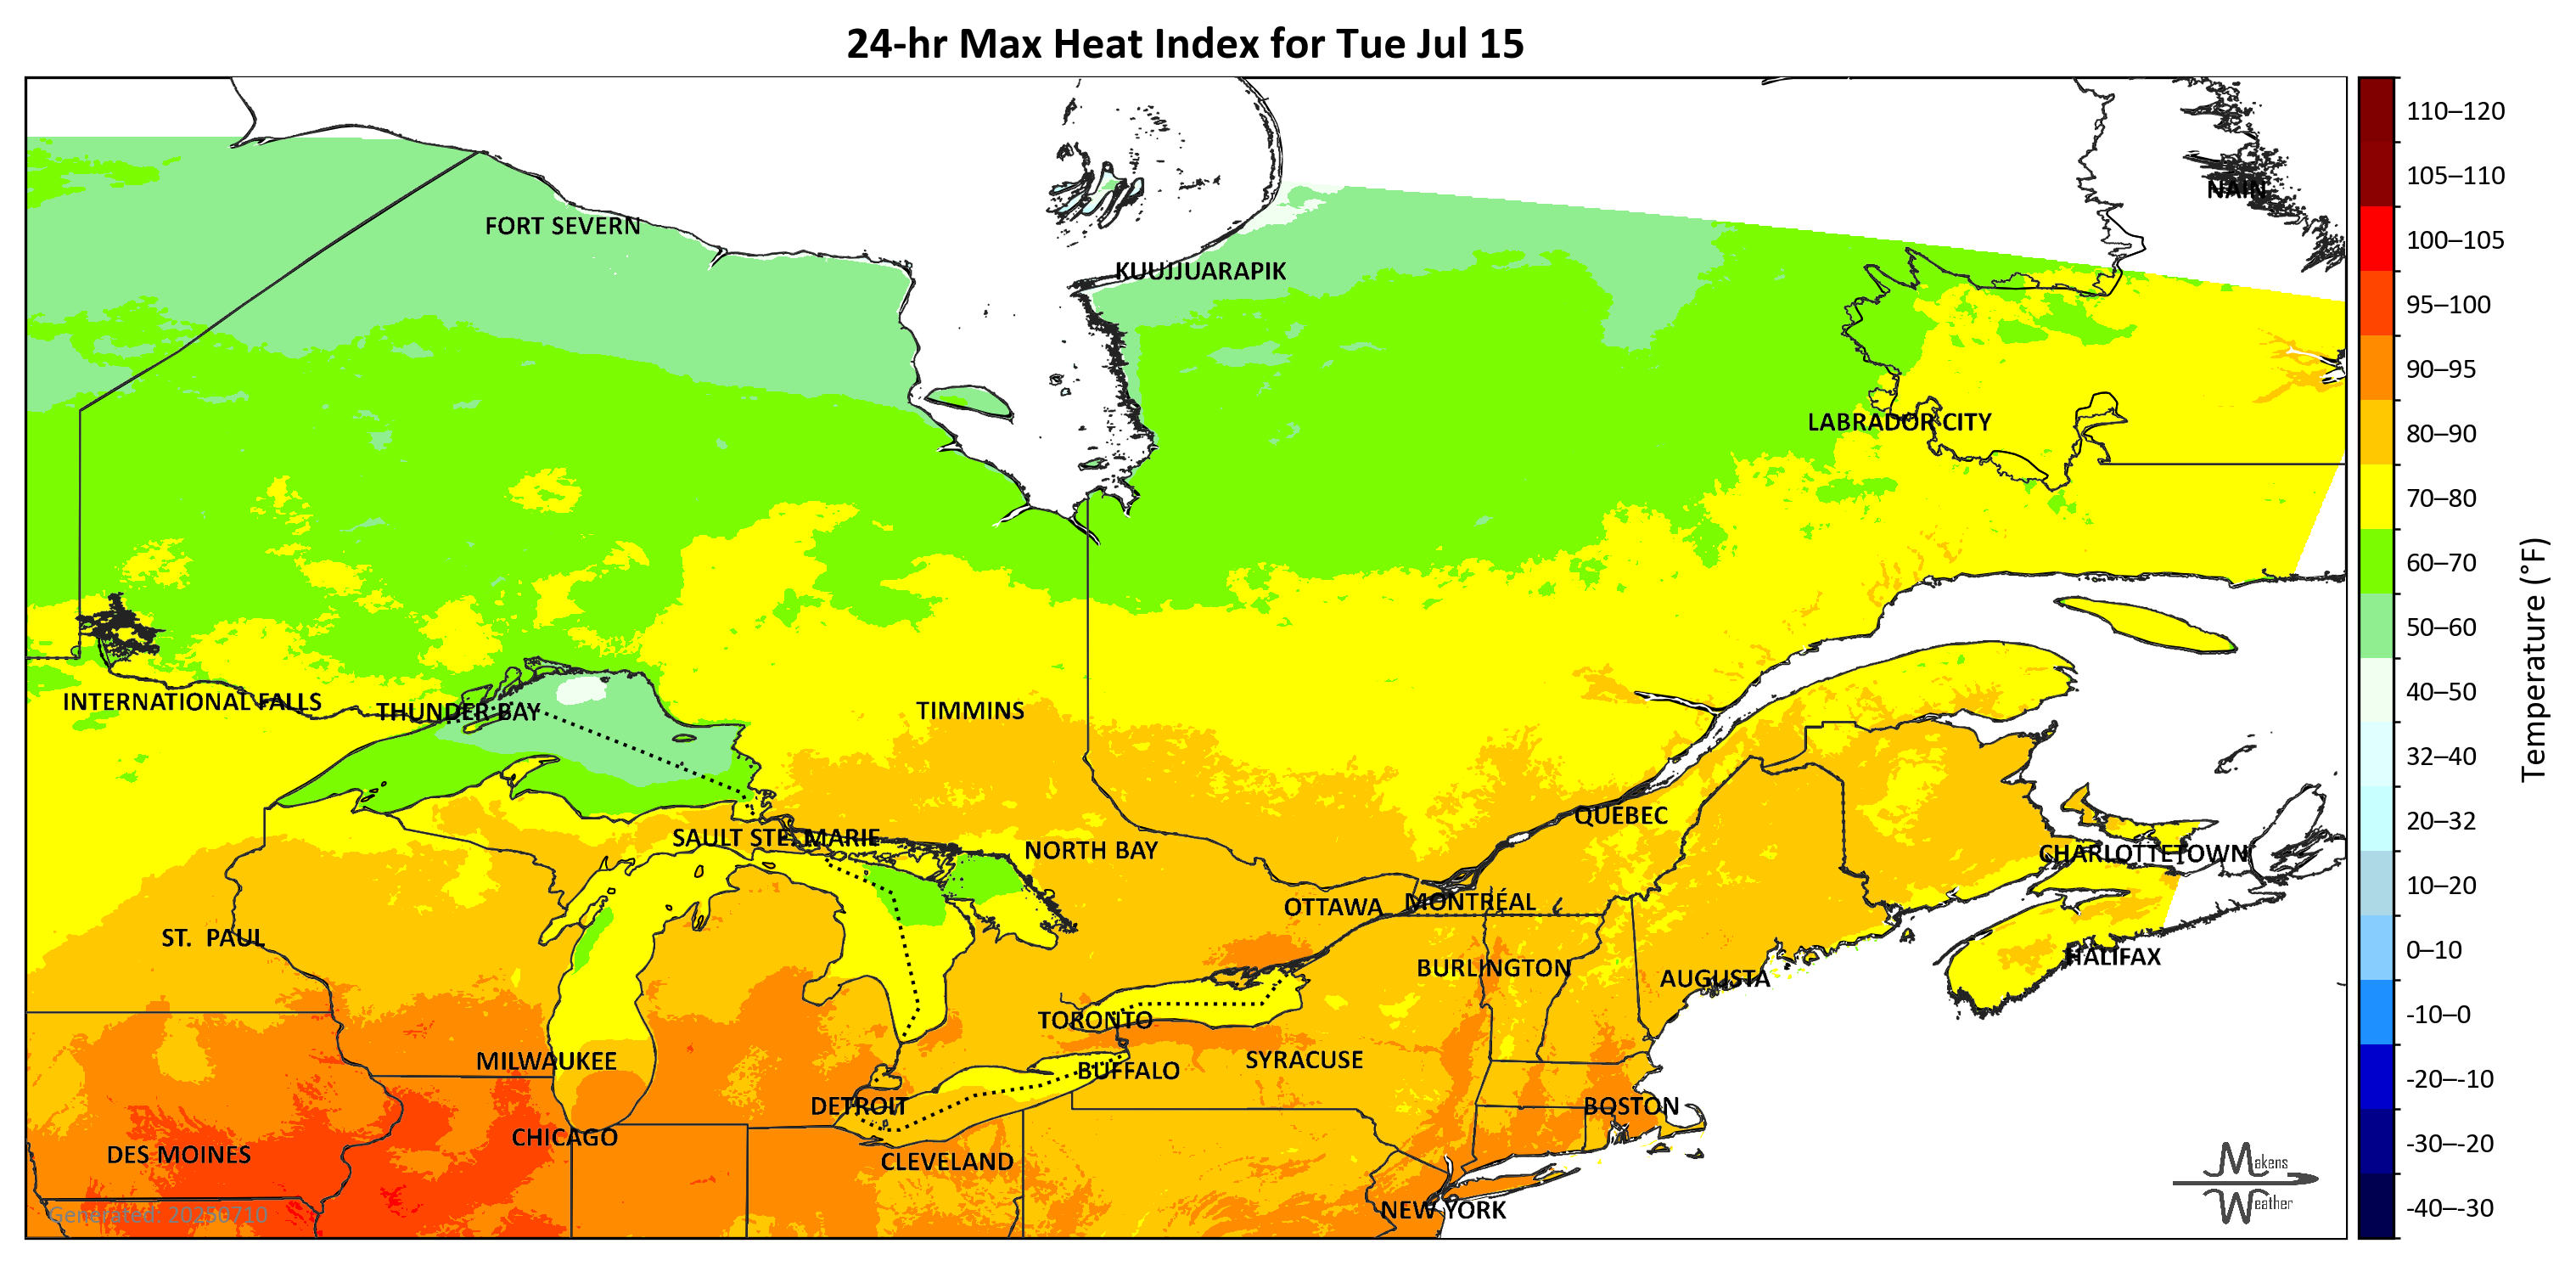 24-hr Max Heat Index for Tue Jul 15
NAIN
FORT SEVERN
KUUJJUARAPIK
LABRADOR CITY
INTERNATIONAL FALLS
THUNDER BAY
TIMMINS
QUEBEC
SAULT STE. MARIE
NORTH BAY
CHARLOTTETOWN
OTTAWA
MONTRÉAL
ST. PAUL
HALIFAX
BURLINGTON
AUGUSTA
TORONTO
MILWAUKEE
SYRACUSE
BUFFALO
DETROIT
BOSTON
CHICAGO
DES MOINES
CLEVELAND
NEW YORK
Generated: 20250710
Makens
Weather
110–120
105–110
100–105
95–100
90–95
80–90
70–80
60–70
50–60
40–50
32–40
20–32
10–20
0–10
-10–0
-20–-10
-30–-20
-40–-30
Temperature (°F)